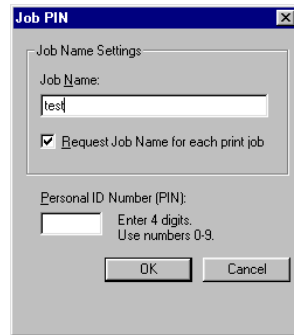 Job PIN
Job Name Settings
Job Name:
test
Request Job Name for each print job
Personal ID Number (PIN):
Enter 4 digits.
Use numbers 0-9.
OK Cancel